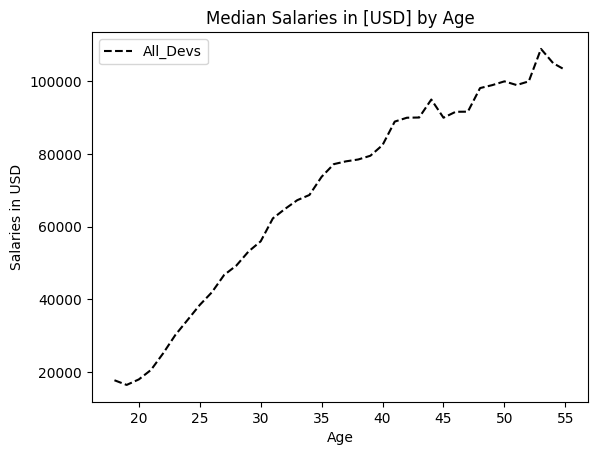 Median Salaries in [USD] by Age
All_Devs
100000
80000
60000
40000
20000
Salaries in USD
20 25 30 35 40 45 50 55
Age